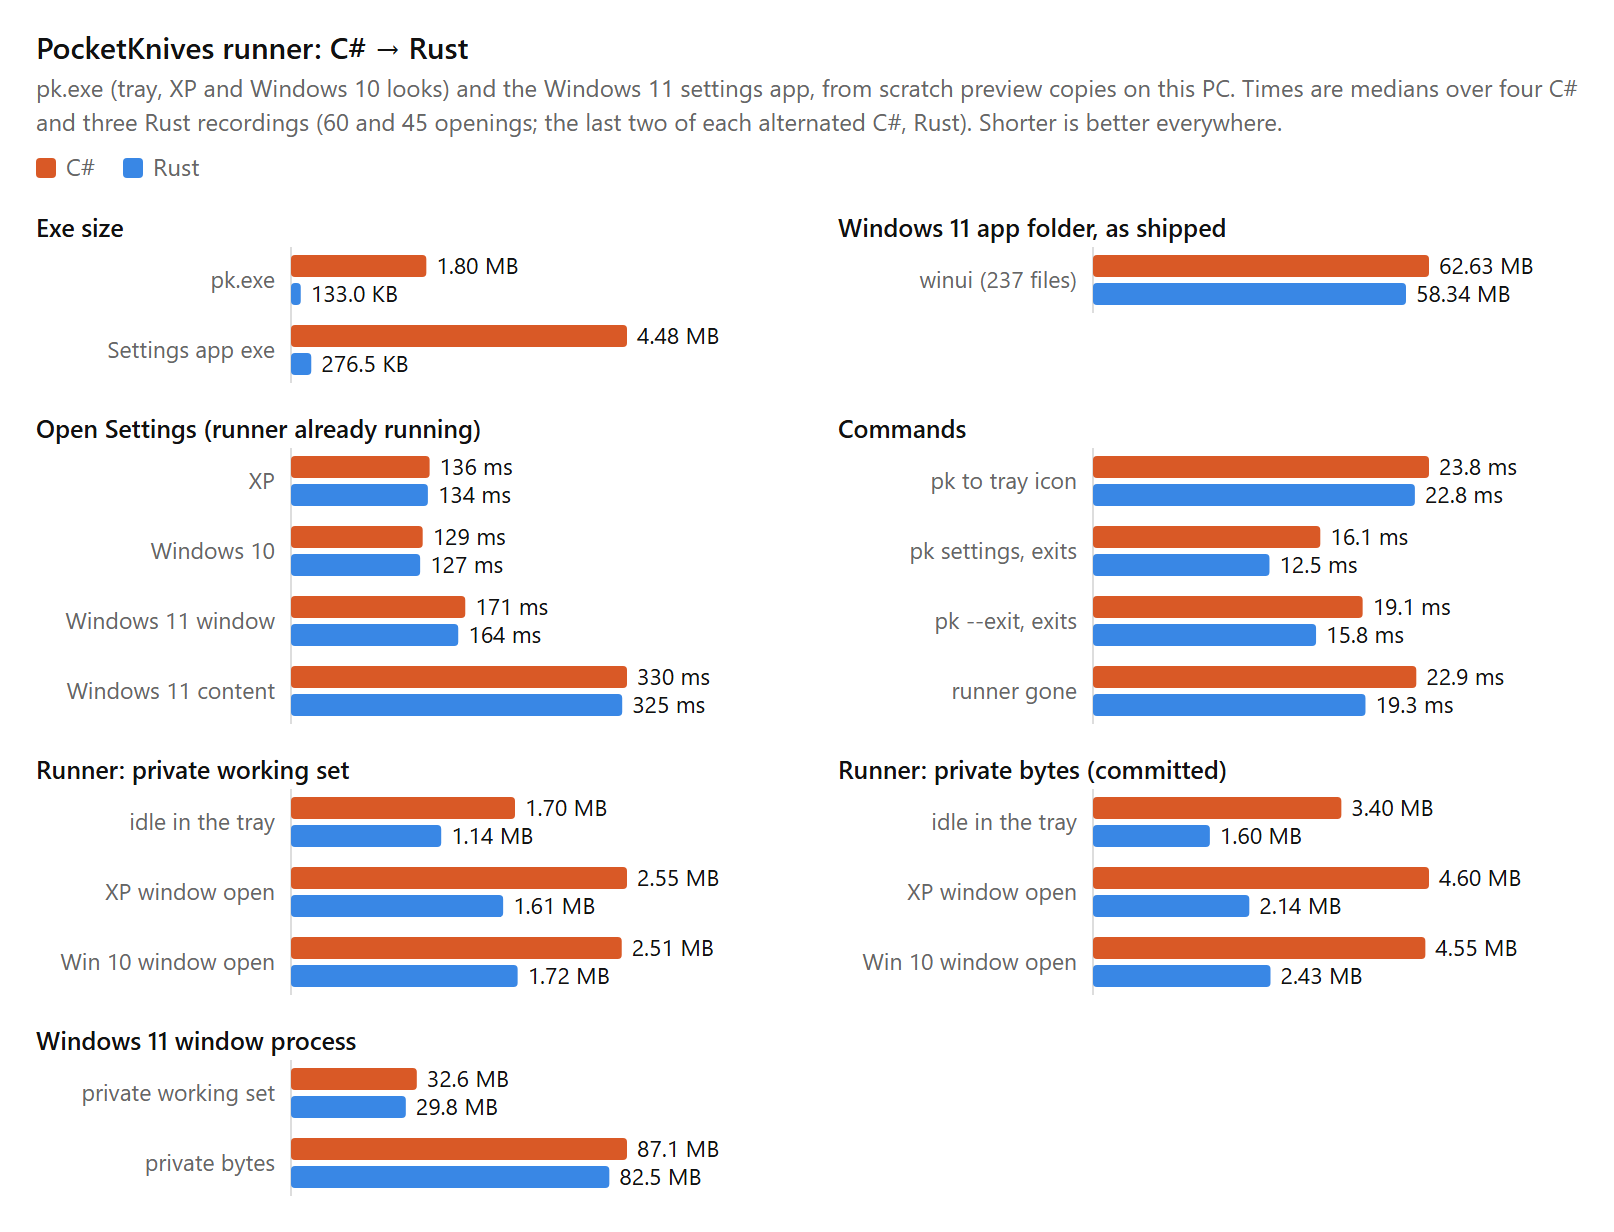 PocketKnives runner: C# → Rust
pk.exe (tray, XP and Windows 10 looks) and the Windows 11 settings app, from scratch preview copies on this PC. Times are medians over four C#
and three Rust recordings (60 and 45 openings; the last two of each alternated C#, Rust). Shorter is better everywhere.
C# Rust
Exe size
pk.exe
1.80 MB
133.0 KB
Settings app exe
4.48 MB
276.5 KB
Windows 11 app folder, as shipped
winui (237 files)
62.63 MB
58.34 MB
Open Settings (runner already running)
XP
136 ms
134 ms
Windows 10
129 ms
127 ms
Windows 11 window
171 ms
164 ms
Windows 11 content
330 ms
325 ms
Commands
pk to tray icon
23.8 ms
22.8 ms
pk settings, exits
16.1 ms
12.5 ms
pk --exit, exits
19.1 ms
15.8 ms
runner gone
22.9 ms
19.3 ms
Runner: private working set
idle in the tray
1.70 MB
1.14 MB
XP window open
2.55 MB
1.61 MB
Win 10 window open
2.51 MB
1.72 MB
Runner: private bytes (committed)
idle in the tray
3.40 MB
1.60 MB
XP window open
4.60 MB
2.14 MB
Win 10 window open
4.55 MB
2.43 MB
Windows 11 window process
private working set
32.6 MB
29.8 MB
private bytes
87.1 MB
82.5 MB